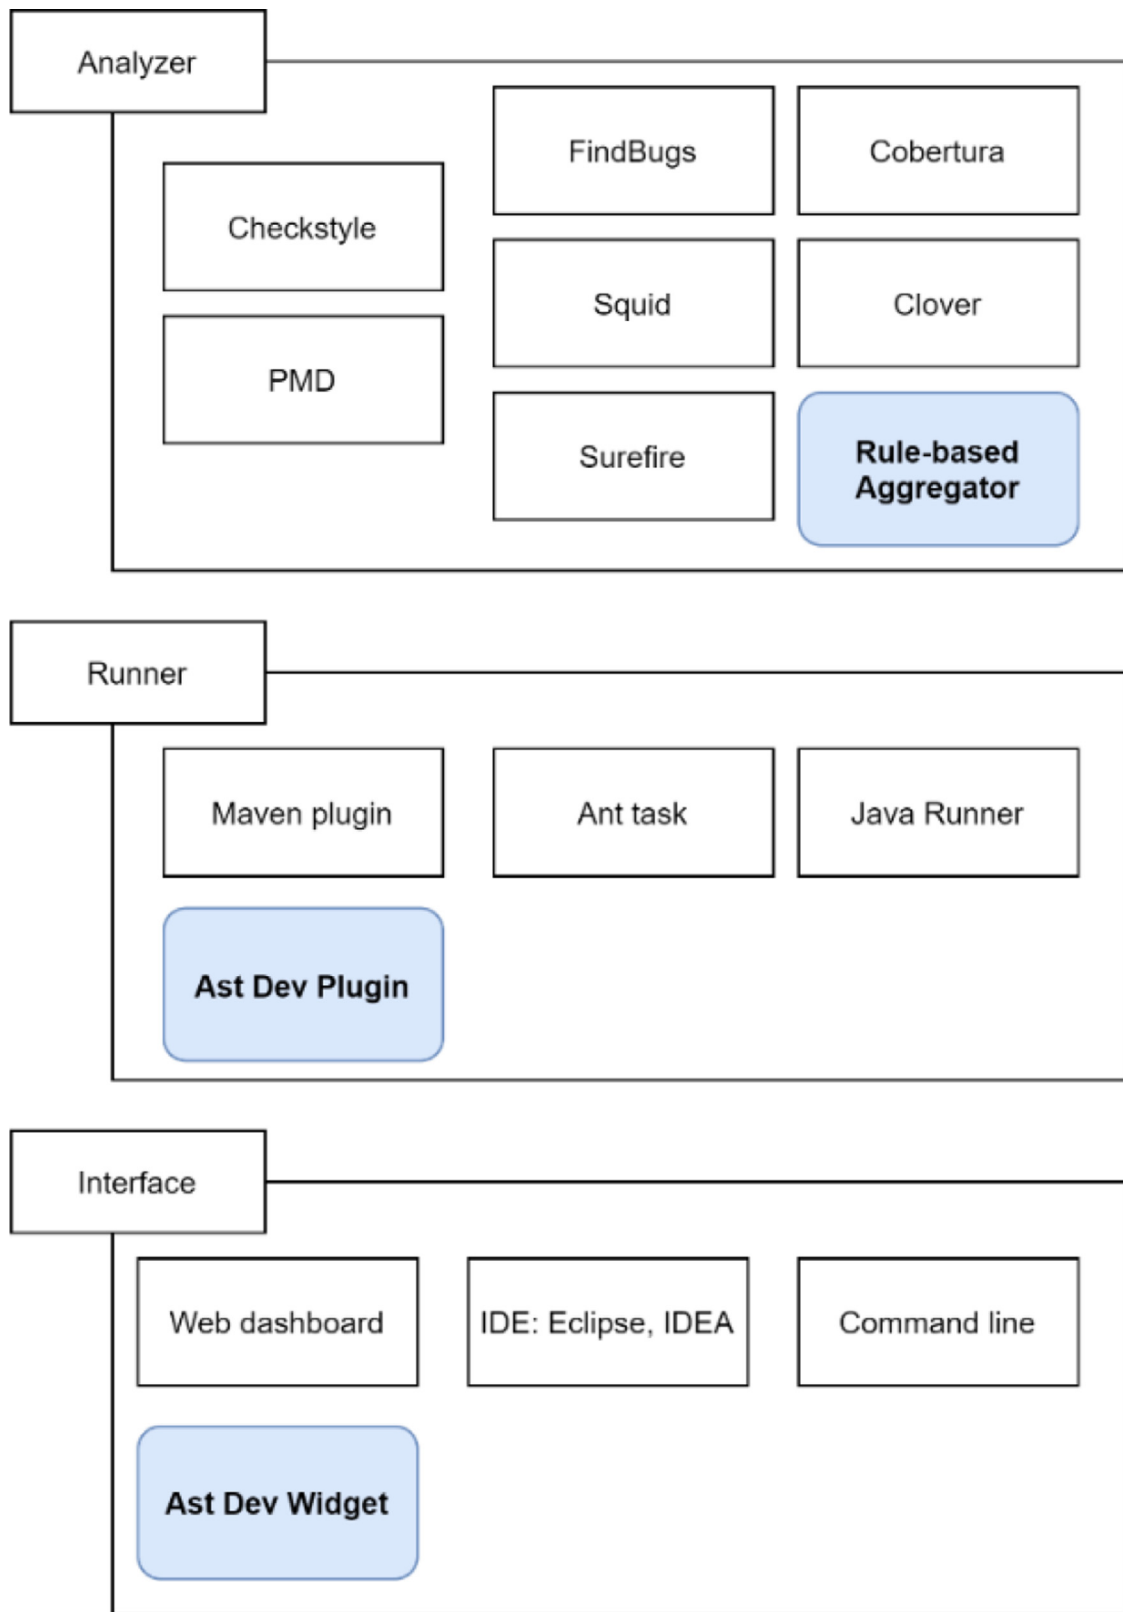 Analyzer
FindBugs
Cobertura
Checkstyle
Squid
Clover
PMD
Surefire
Rule-based
Aggregator
Runner
Maven plugin
Ant task
Java Runner
Ast Dev Plugin
Interface
Web dashboard
IDE: Eclipse, IDEA
Command line
Ast Dev Widget